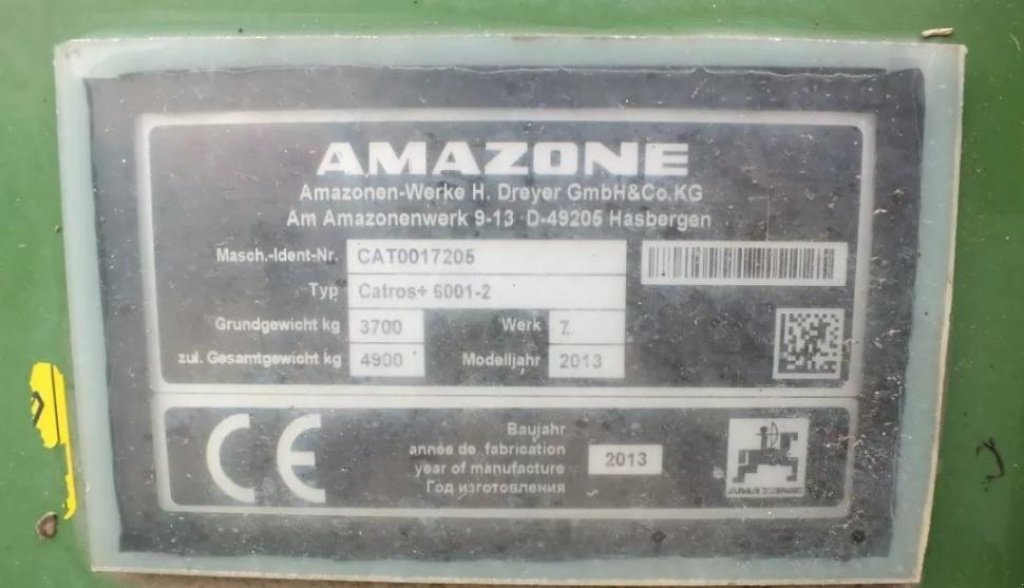 AMAZONE
Amazonen-Werke H. Dreyer GmbH&Co.KG
Am Amazonenwerk 9-13 D-49205 Hasbergen
Masch.-Ident-Nr. CAT0017205
Typ Catros+ 6001-2
Grundgewicht kg 3700 Werk 7
zul. Gesamtgewicht kg 4900 Modelljahr 2013
CE
Baujahr
année de fabrication
year of manufacture 2013
Год изготовления